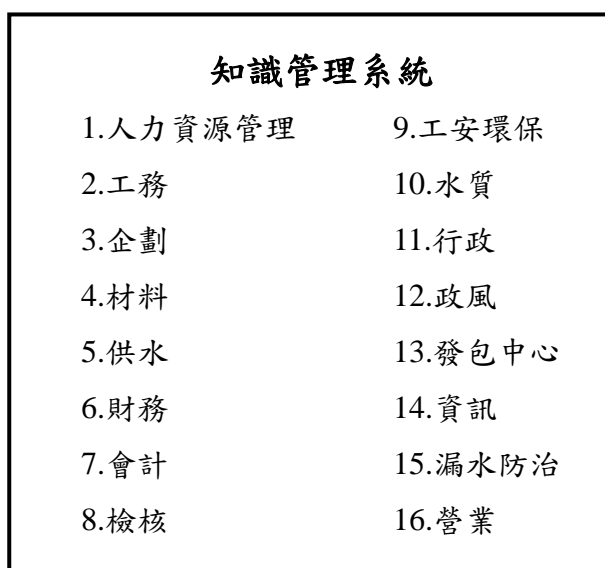 知識管理系統
1.人力資源管理
2.工務
3.企劃
4.材料
5.供水
6.財務
7.會計
8.檢核
9.工安環保
10.水質
11.行政
12.政風
13.發包中心
14.資訊
15.漏水防治
16.營業